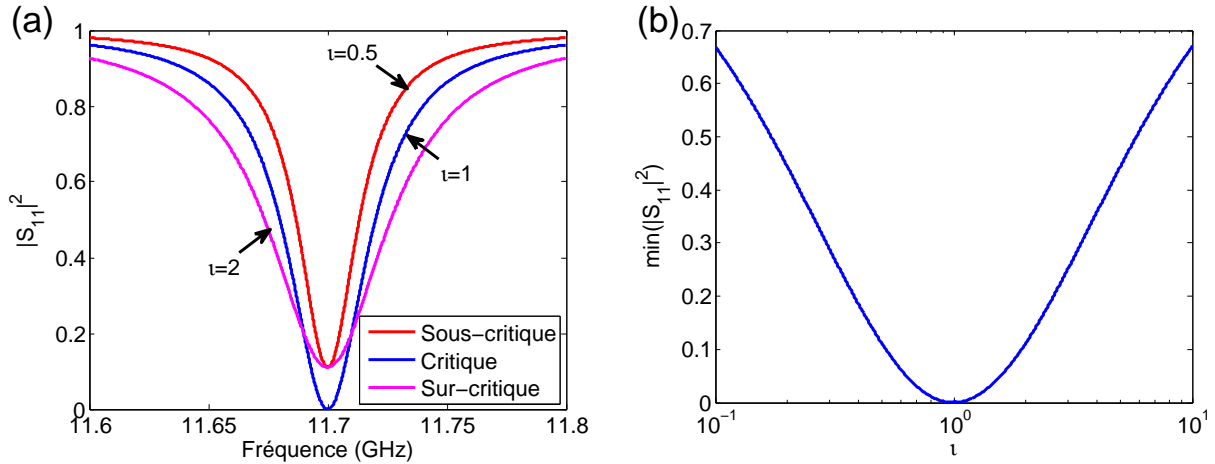 (a)
1
0.8
0.6
0.4
0.2
0
|S11|²
ι=0.5
ι=1
ι=2
Sous−critique
Critique
Sur−critique
11.6
11.65
11.7
11.75
11.8
Fréquence (GHz)
(b)
0.7
0.6
0.5
0.4
0.3
0.2
0.1
0
min(|S11|²)
10⁻¹
10⁰
10¹
ι